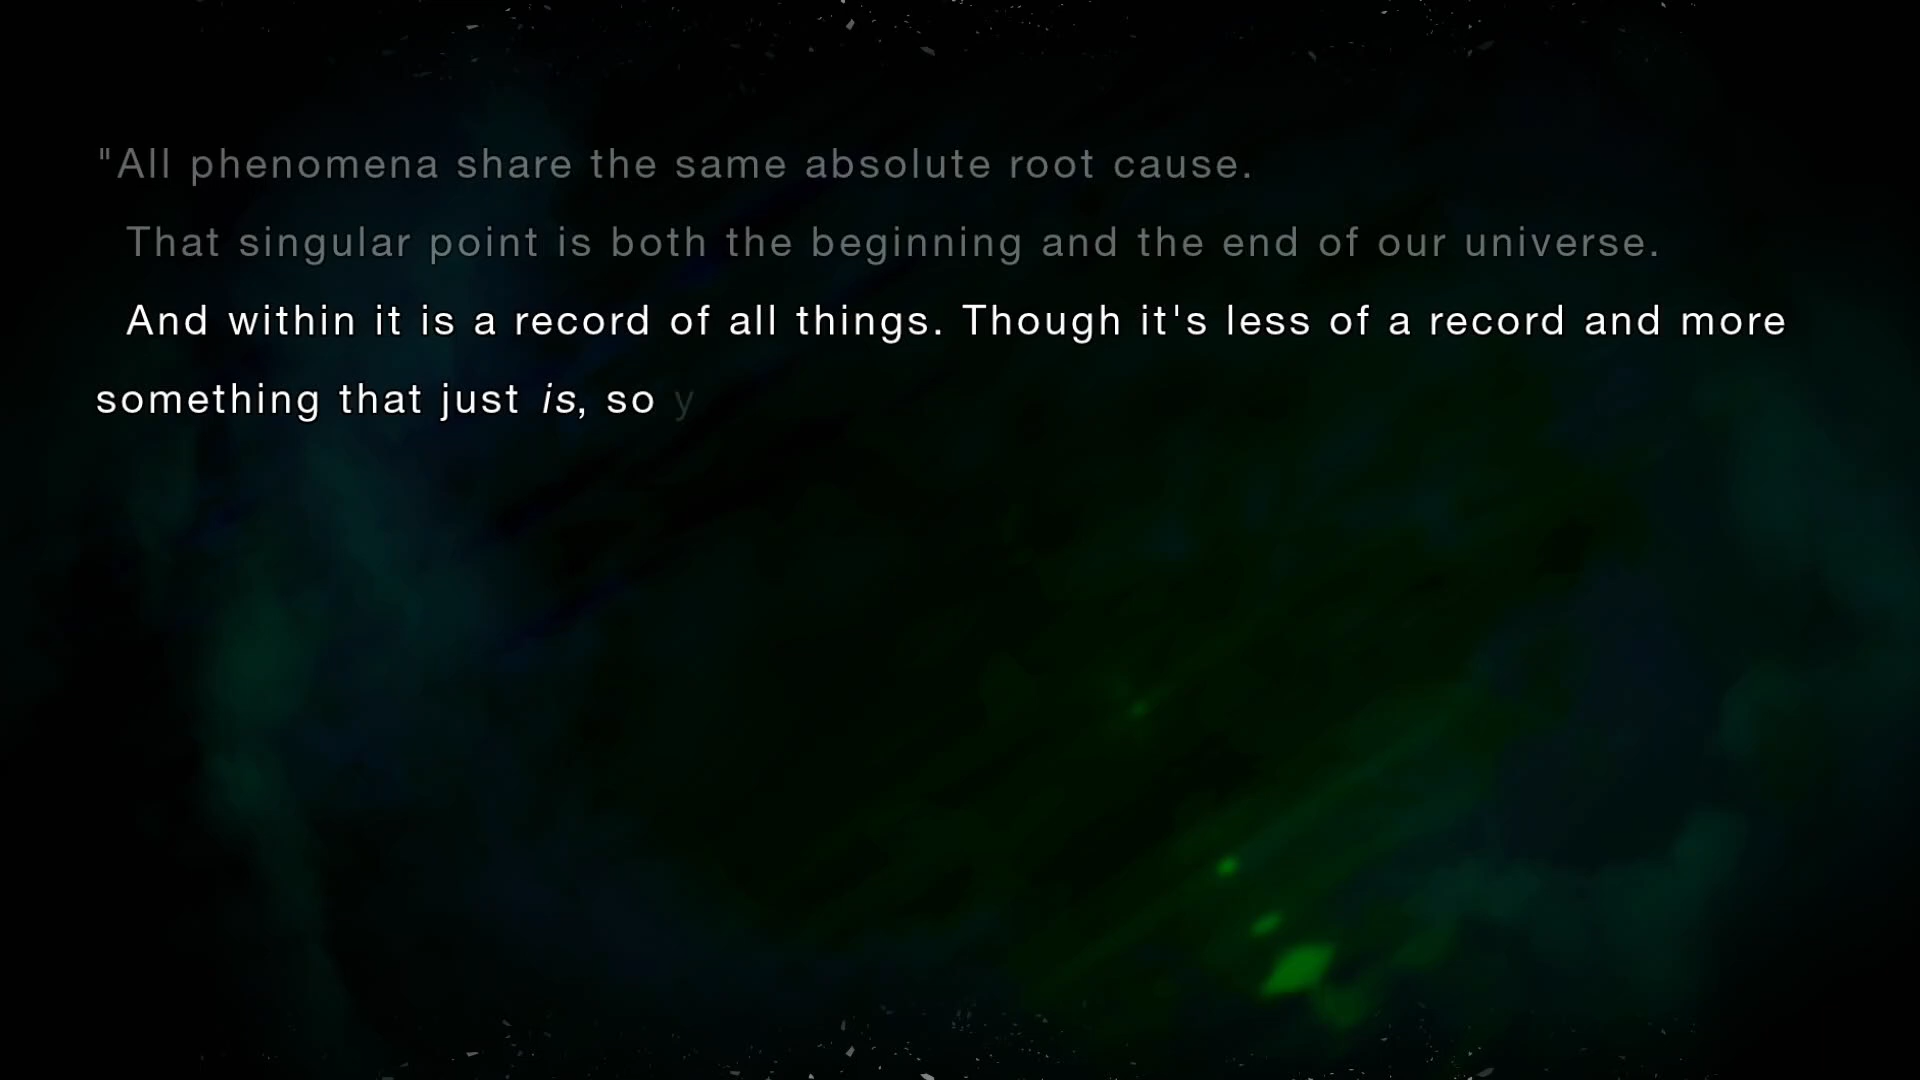 "All phenomena share the same absolute root cause.
That singular point is both the beginning and the end of our universe.
And within it is a record of all things. Though it's less of a record and more
something that just is, so y